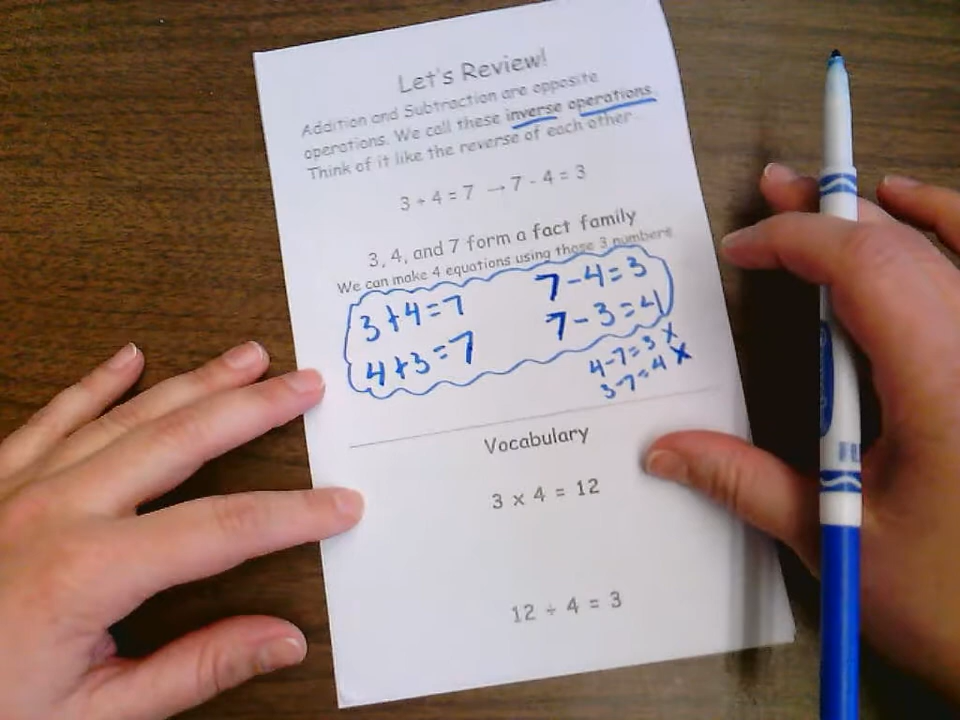 Let's Review!
Addition and Subtraction are opposite
operations. We call these inverse operations.
Think of it like the reverse of each other.
3 + 4 = 7 → 7 - 4 = 3
3, 4, and 7 form a fact family
We can make 4 equations using those 3 numbers
3+4=7 7-4=3
4+3=7 7-3=4
4-7=3 x
3-7=4 x
Vocabulary
3 x 4 = 12
12 ÷ 4 = 3